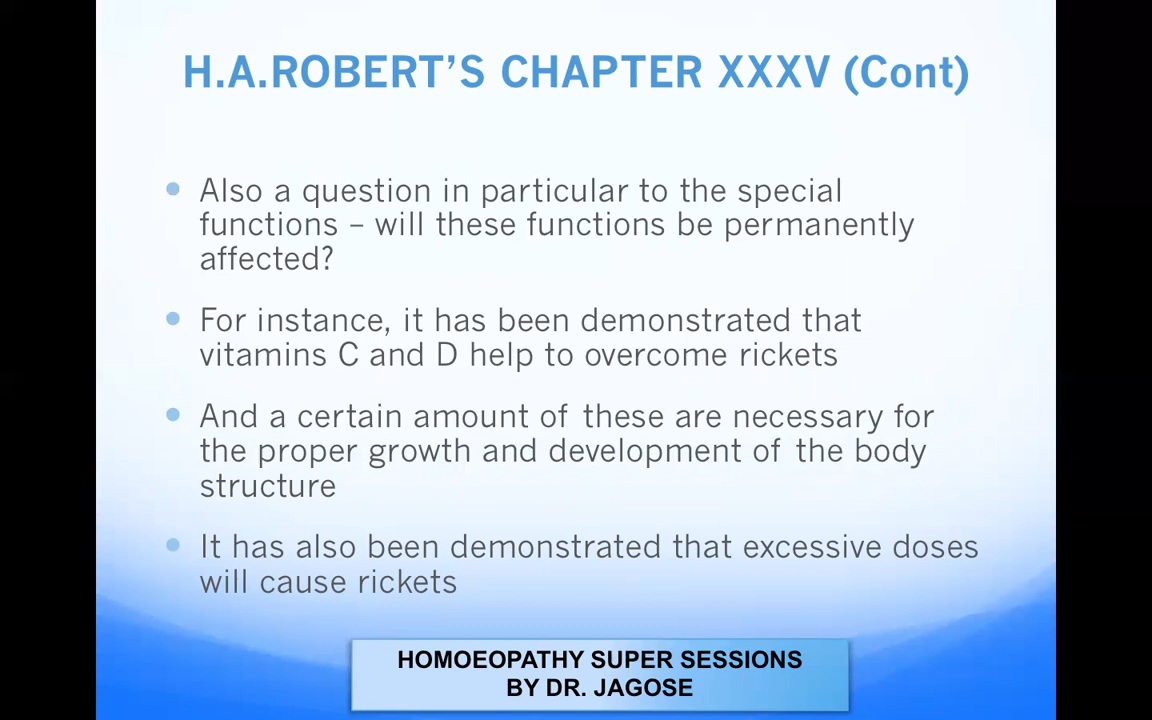 H.A.ROBERT’S CHAPTER XXXV (Cont)
• Also a question in particular to the special
functions – will these functions be permanently
affected?
• For instance, it has been demonstrated that
vitamins C and D help to overcome rickets
• And a certain amount of these are necessary for
the proper growth and development of the body
structure
• It has also been demonstrated that excessive doses
will cause rickets
HOMOEOPATHY SUPER SESSIONS
BY DR. JAGOSE